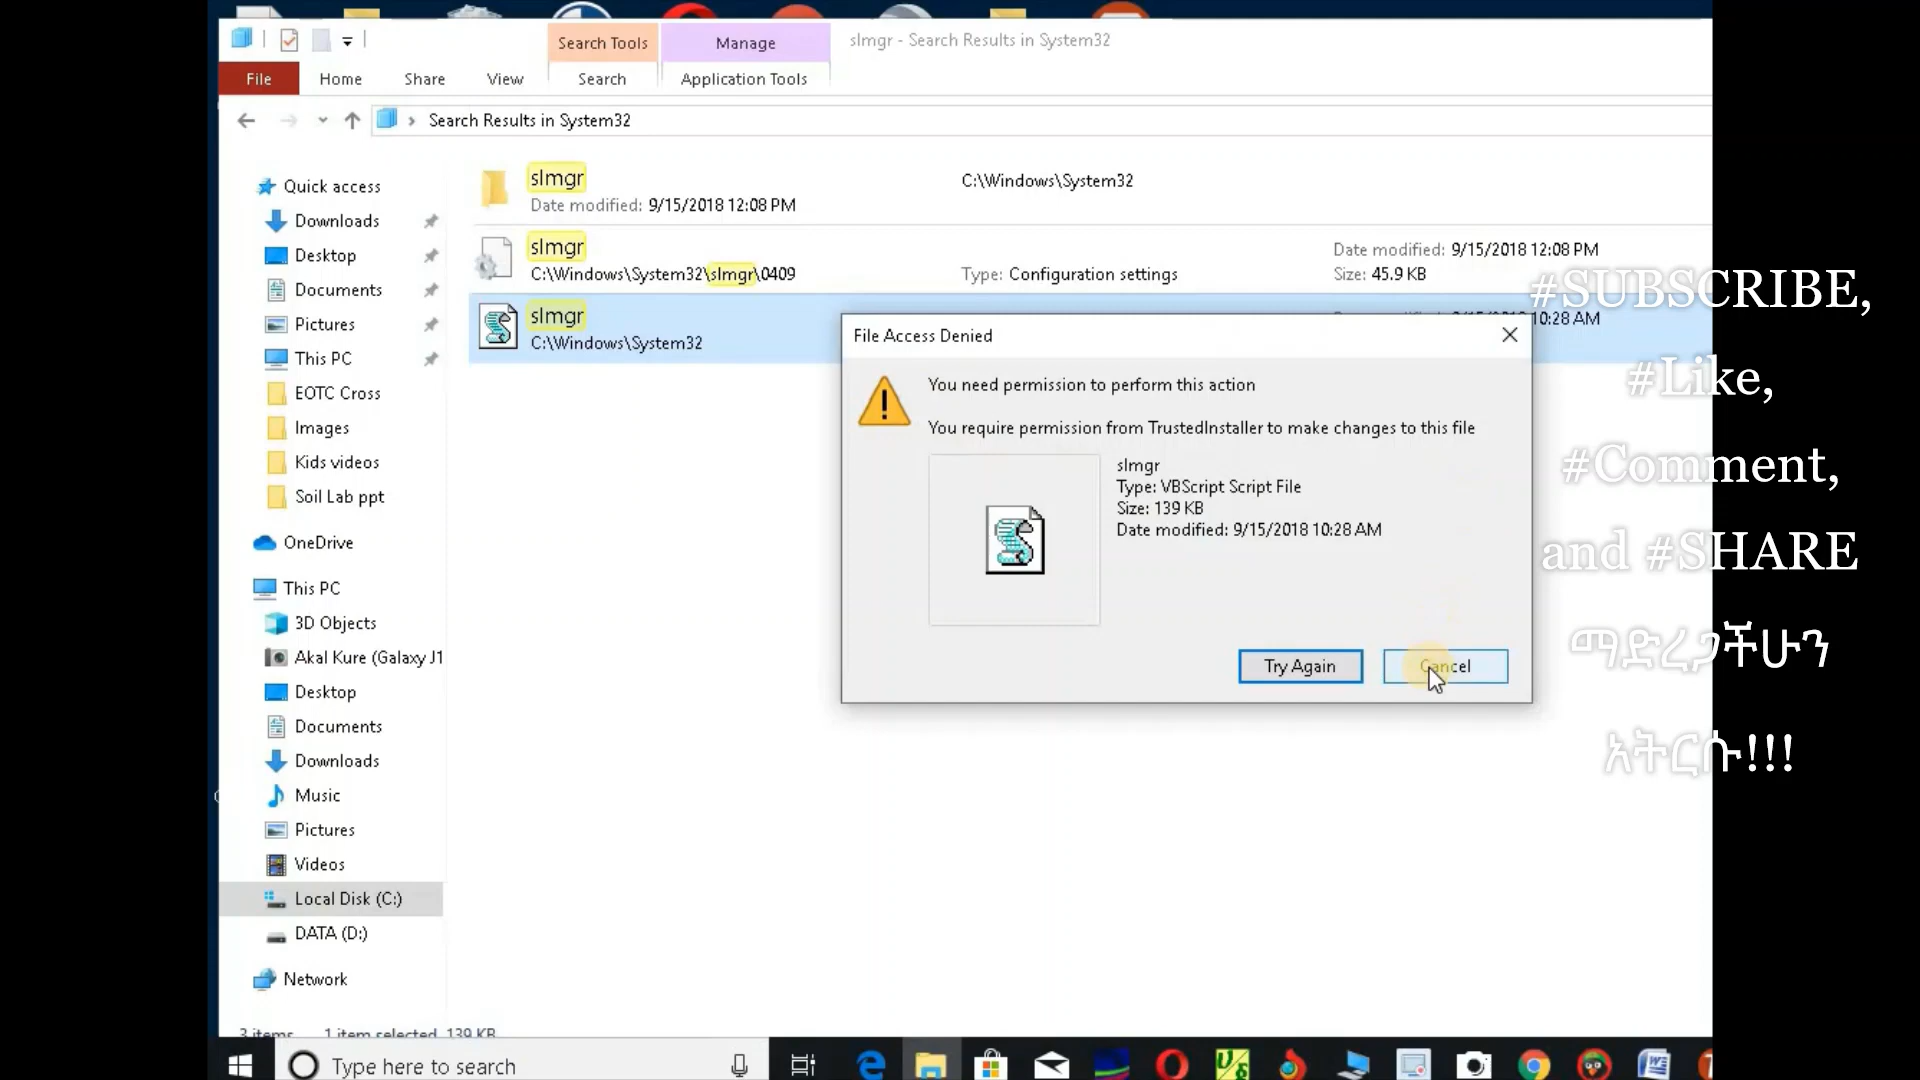 Search Tools
Manage
slmgr - Search Results in System32
File
Home
Share
View
Search
Application Tools
Search Results in System32
Quick access
Downloads
Desktop
Documents
Pictures
This PC
EOTC Cross
Images
Kids videos
Soil Lab ppt
OneDrive
This PC
3D Objects
Akal Kure (Galaxy J1
Desktop
Documents
Downloads
Music
Pictures
Videos
Local Disk (C:)
DATA (D:)
Network
slmgr
Date modified: 9/15/2018 12:08 PM
C:\Windows\System32
slmgr
C:\Windows\System32\slmgr\0409
Type: Configuration settings
Date modified: 9/15/2018 12:08 PM
Size: 45.9 KB
slmgr
C:\Windows\System32
10:28 AM
File Access Denied
You need permission to perform this action
You require permission from TrustedInstaller to make changes to this file
slmgr
Type: VBScript Script File
Size: 139 KB
Date modified: 9/15/2018 10:28 AM
Try Again
Cancel
#SUBSCRIBE,
#Like,
#Comment,
and #SHARE
ማድረጋችሁን
አትርሱ!!!
3 items 1 item selected 139 KB
Type here to search